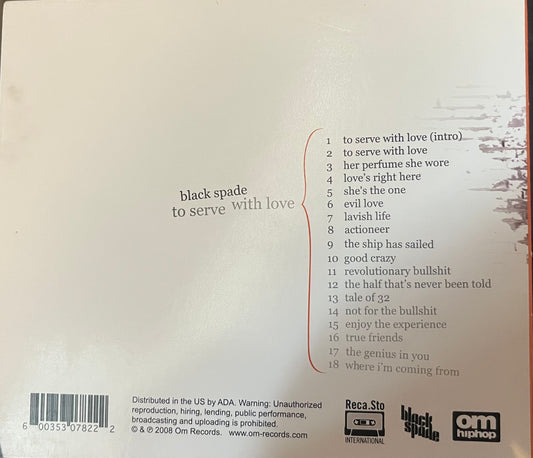 black spade
to serve with love
1 to serve with love (intro)
2 to serve with love
3 her perfume she wore
4 love's right here
5 she's the one
6 evil love
7 lavish life
8 actioneer
9 the ship has sailed
10 good crazy
11 revolutionary bullshit
12 the half that's never been told
13 tale of 32
14 not for the bullshit
15 enjoy the experience
16 true friends
17 the genius in you
18 where i'm coming from
6 00353 07822 2
Distributed in the US by ADA. Warning: Unauthorized
reproduction, hiring, lending, public performance,
broadcasting and uploading is prohibited.
© & ℗ 2008 Om Records. www.om-records.com
Reca.Sto
INTERNATIONAL
black
spade
om
hiphop